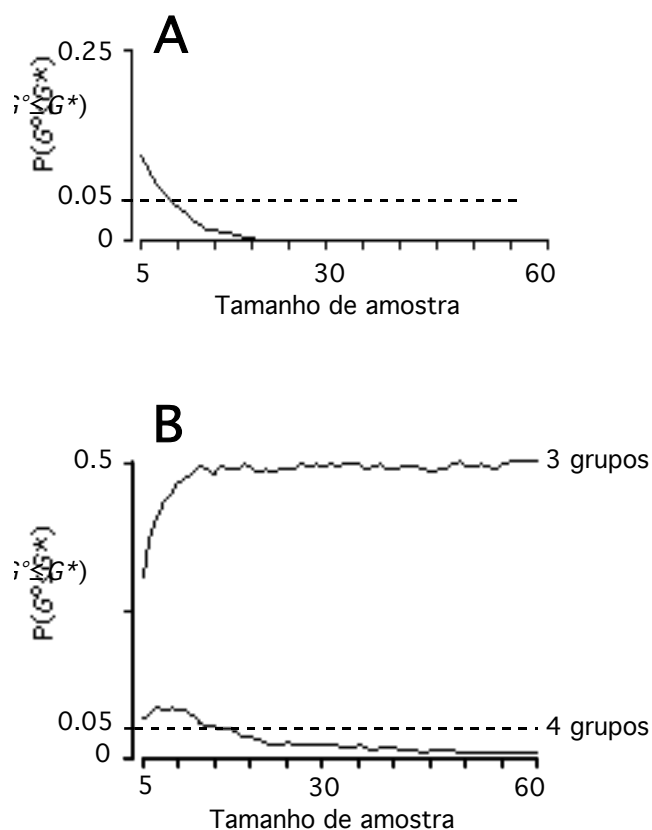 A
0.25
P(G°≤G*)
0.05
0
5 30 60
Tamanho de amostra
B
0.5
3 grupos
P(G°≤G*)
0.05
4 grupos
0
5 30 60
Tamanho de amostra